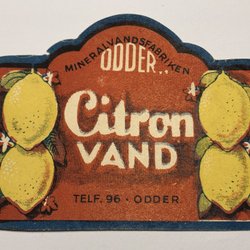 MINERALVANDSFABRIKEN
ODDER..
Citron
VAND
TELF. 96 · ODDER.